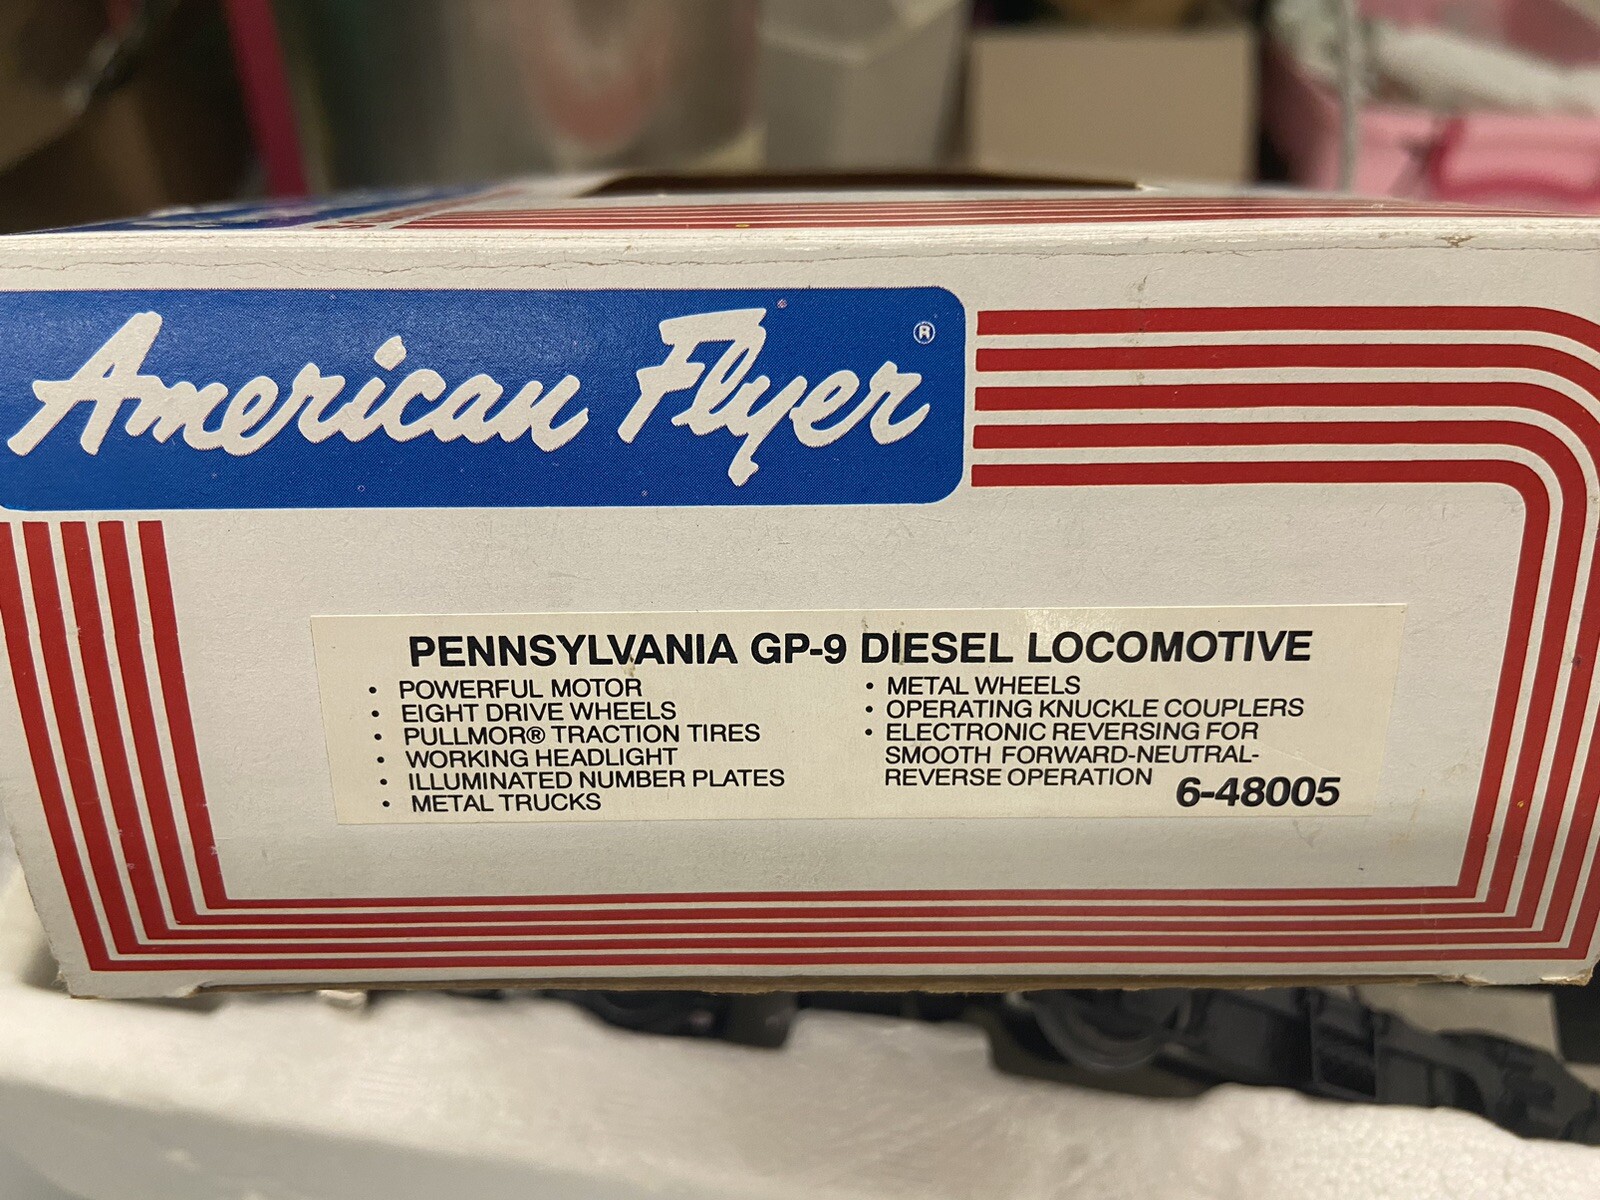 American Flyer®
PENNSYLVANIA GP-9 DIESEL LOCOMOTIVE
• POWERFUL MOTOR
• EIGHT DRIVE WHEELS
• PULLMOR® TRACTION TIRES
• WORKING HEADLIGHT
• ILLUMINATED NUMBER PLATES
• METAL TRUCKS
• METAL WHEELS
• OPERATING KNUCKLE COUPLERS
• ELECTRONIC REVERSING FOR
SMOOTH FORWARD-NEUTRAL-
REVERSE OPERATION
6-48005